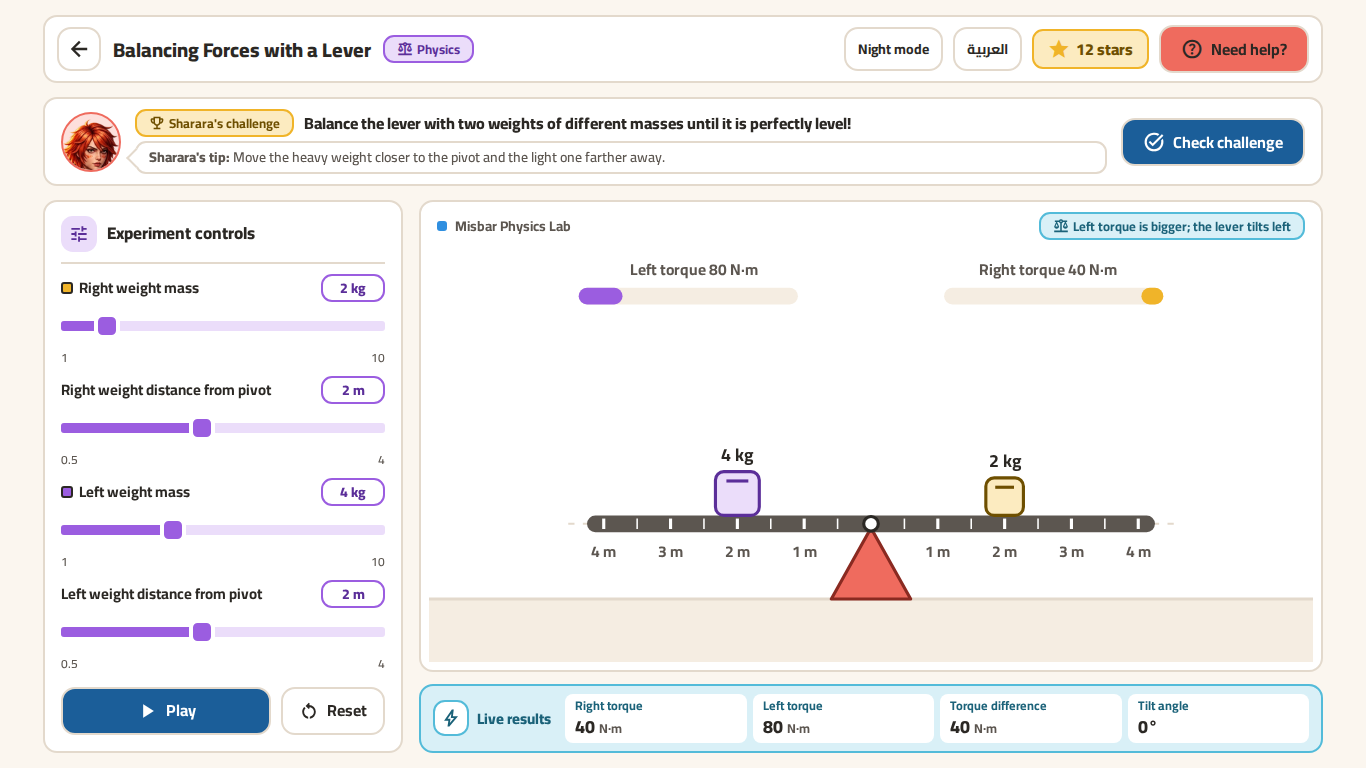 Balancing Forces with a Lever
Physics
Night mode
العربية
12 stars
Need help?
Sharara's challenge
Balance the lever with two weights of different masses until it is perfectly level!
Sharara's tip: Move the heavy weight closer to the pivot and the light one farther away.
Check challenge
Experiment controls
Right weight mass
2 kg
1
10
Right weight distance from pivot
2 m
0.5
4
Left weight mass
4 kg
1
10
Left weight distance from pivot
2 m
0.5
4
Play
Reset
Misbar Physics Lab
Left torque is bigger; the lever tilts left
Left torque 80 N·m
Right torque 40 N·m
4 kg
2 kg
4 m
3 m
2 m
1 m
1 m
2 m
3 m
4 m
Live results
Right torque
40 N·m
Left torque
80 N·m
Torque difference
40 N·m
Tilt angle
0°